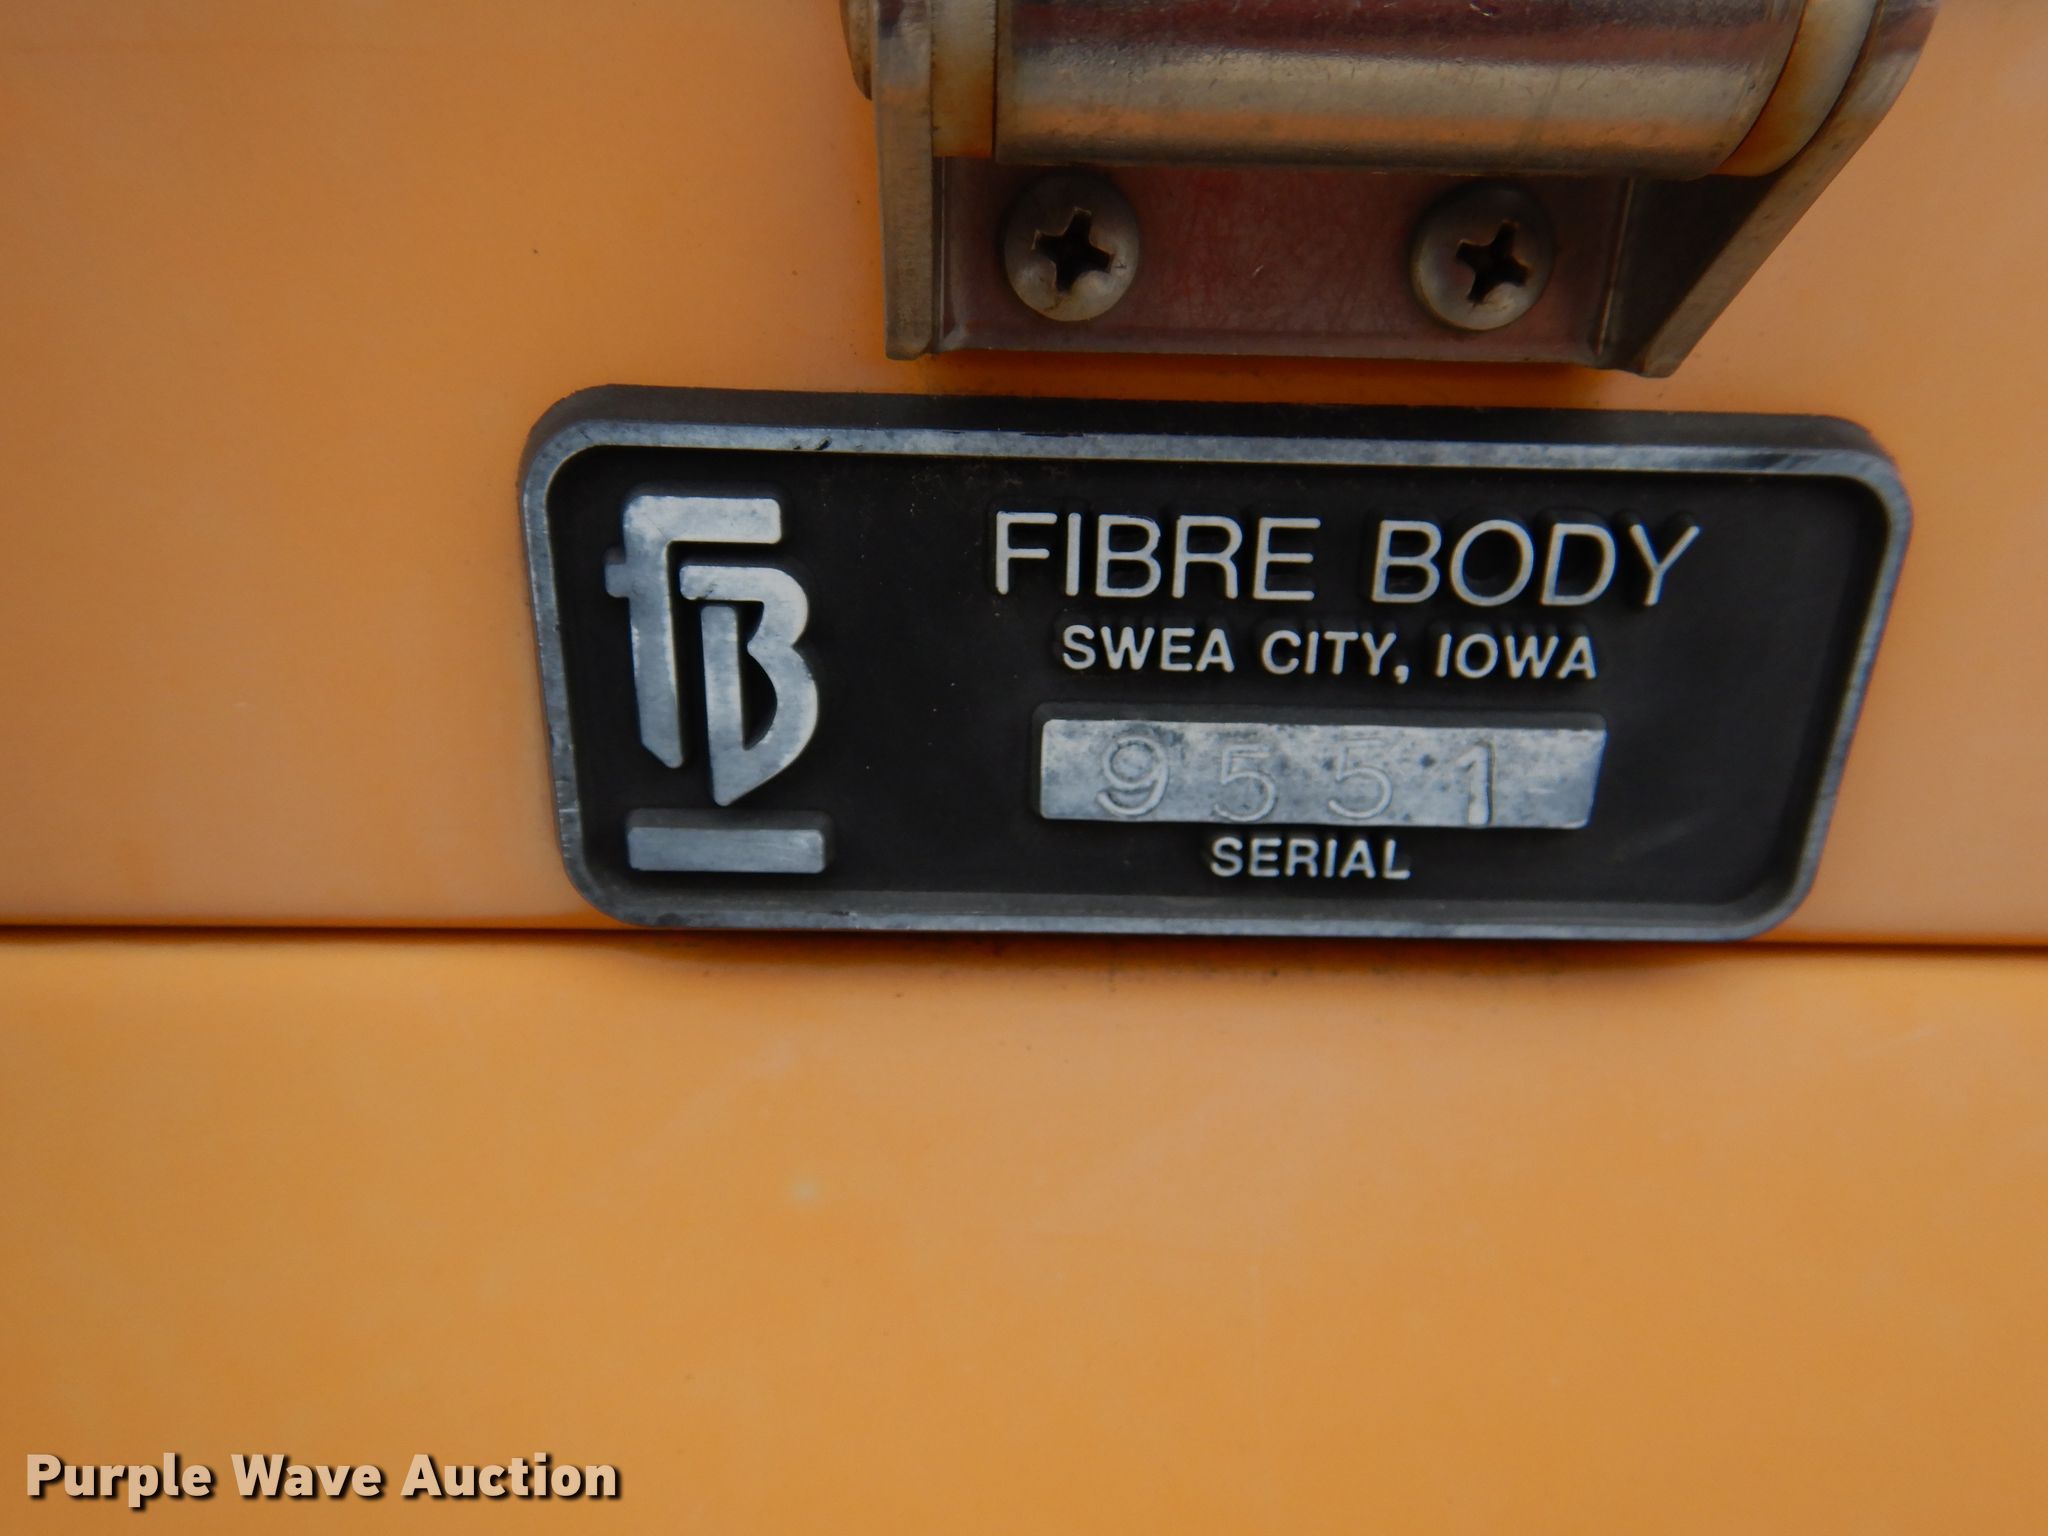 FB
FIBRE BODY
SWEA CITY, IOWA
9551
SERIAL
Purple Wave Auction